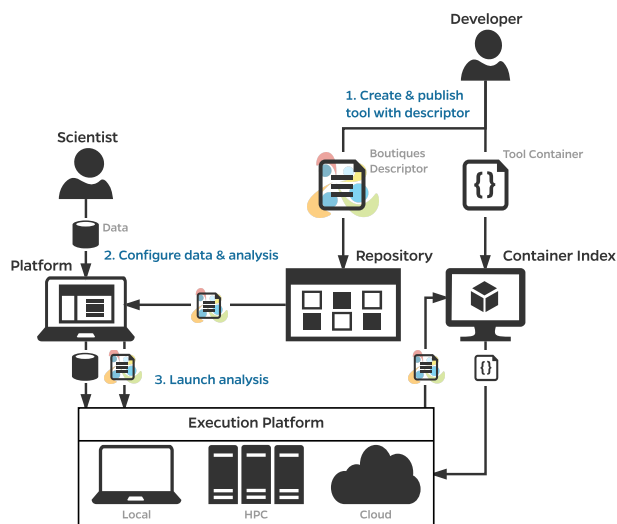 Developer
1. Create & publish
tool with descriptor
Scientist
Boutiques
Descriptor
Tool Container
{}
Data
2. Configure data & analysis
Platform
Repository
Container Index
{}
3. Launch analysis
Execution Platform
Local
HPC
Cloud